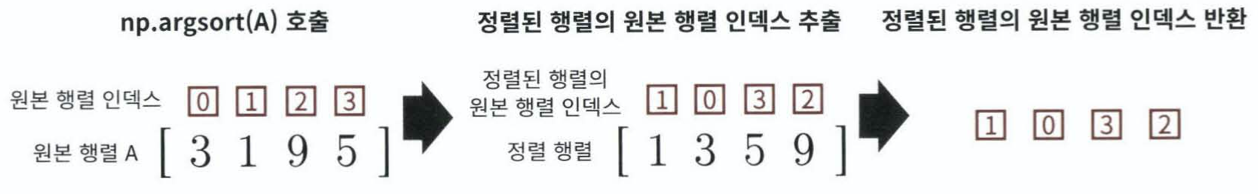 np.argsort(A) 호출
원본 행렬 인덱스 0 1 2 3
원본 행렬 A [ 3 1 9 5 ]
정렬된 행렬의 원본 행렬 인덱스 추출
정렬된 행렬의
원본 행렬 인덱스 1 0 3 2
정렬 행렬 [ 1 3 5 9 ]
정렬된 행렬의 원본 행렬 인덱스 반환
1 0 3 2